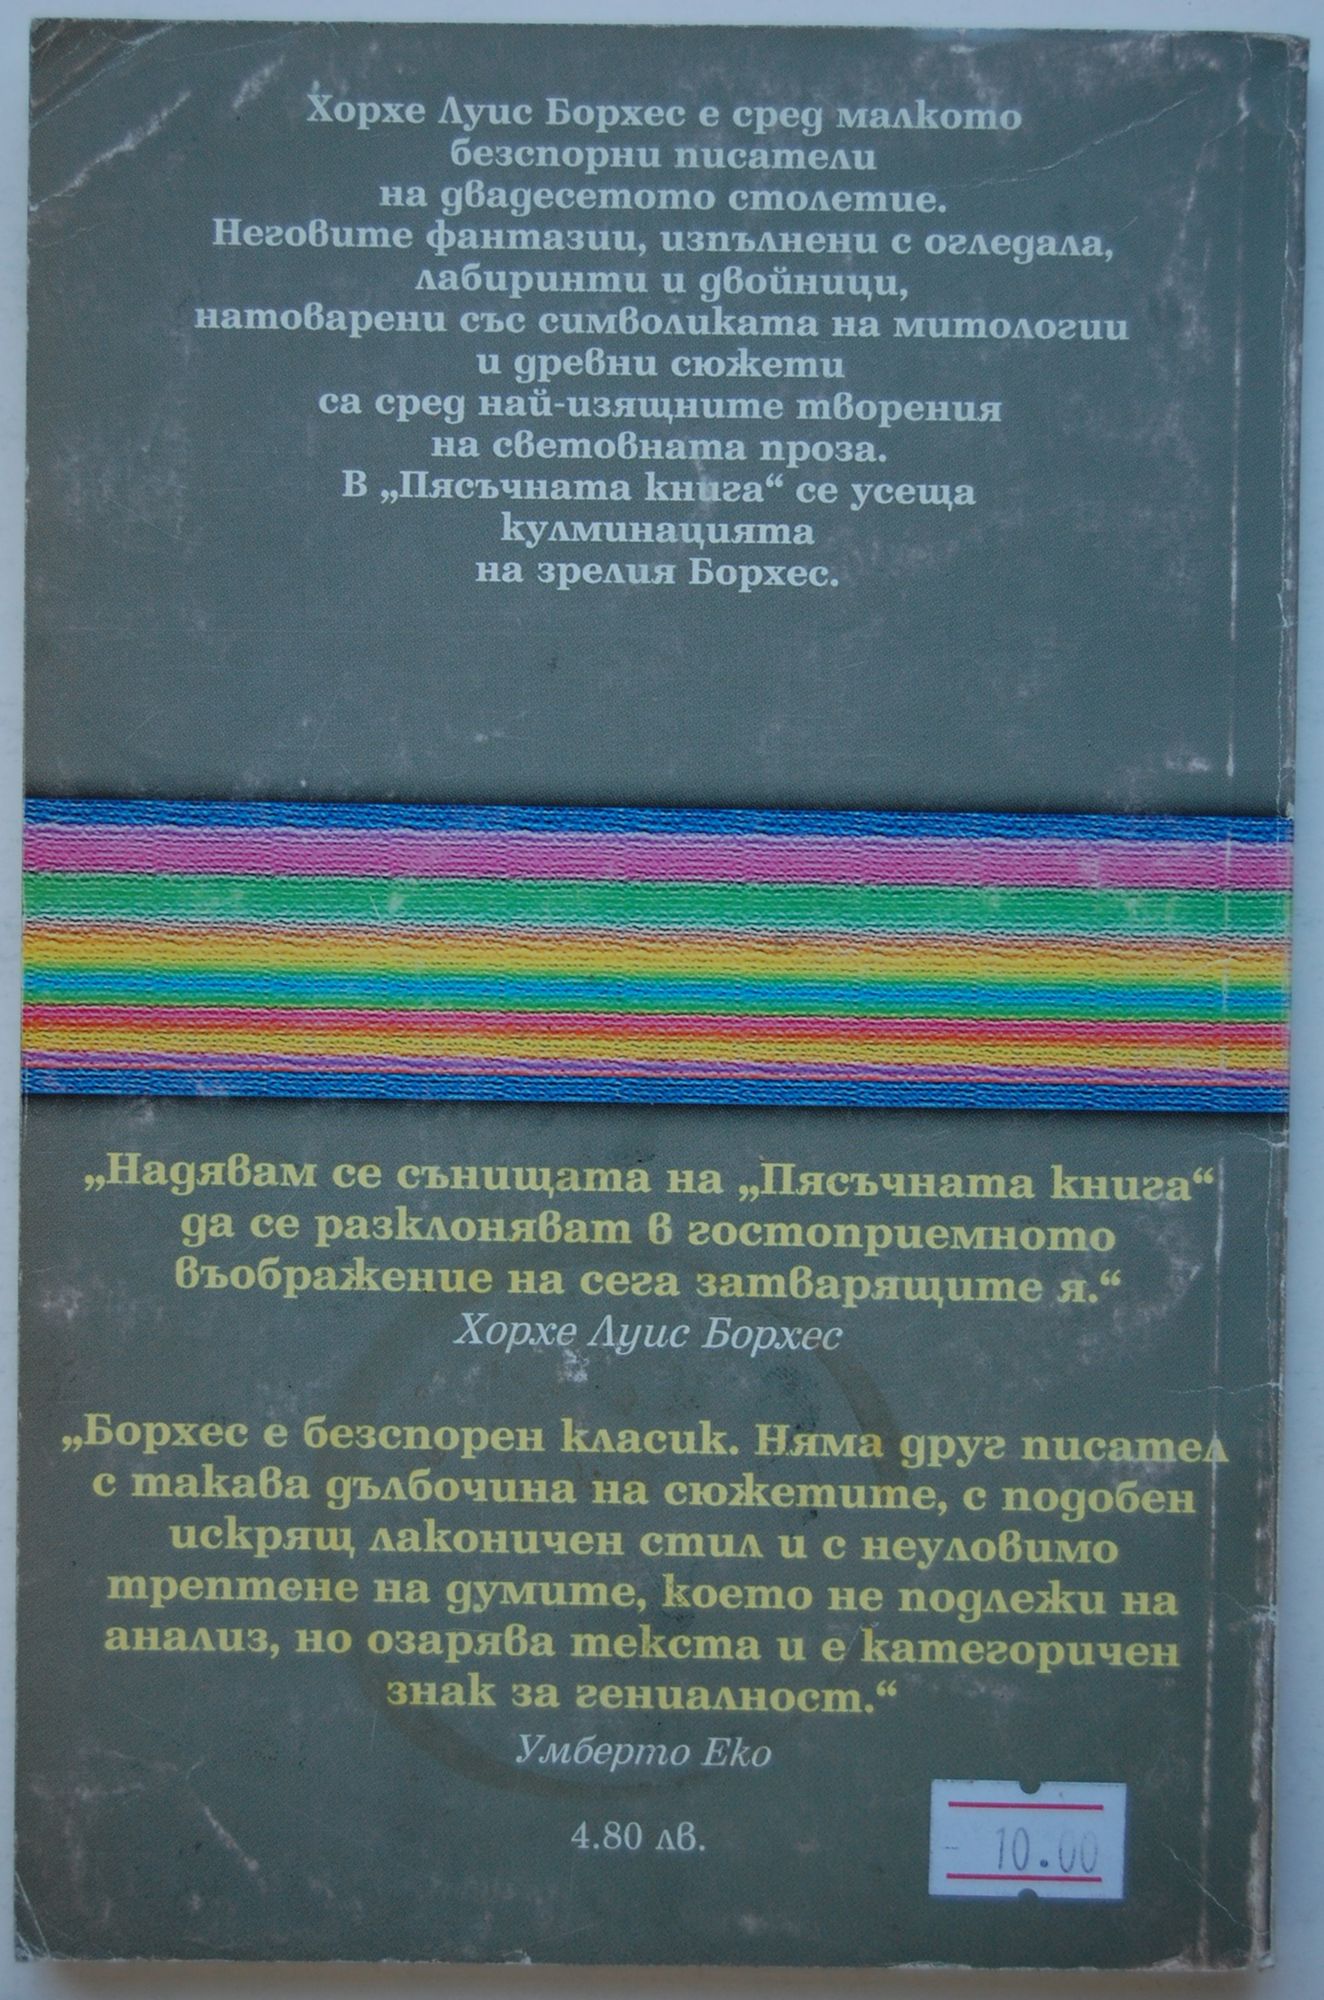 Хорхе Луис Борхес е сред малкото
безспорни писатели
на двадесетото столетие.
Неговите фантазии, изпълнени с огледала,
лабиринти и двойници,
натоварени със символиката на митологии
и древни сюжети
са сред най-изящните творения
на световната проза.
В „Пясъчната книга“ се усеща
кулминацията
на зрелия Борхес.
„Надявам се сънищата на „Пясъчната книга“
да се разклоняват в гостоприемното
въображение на сега затварящите я.“
Хорхе Луис Борхес
„Борхес е безспорен класик. Няма друг писател
с такава дълбочина на сюжетите, с подобен
искрящ лаконичен стил и с неуловимо
трептене на думите, което не подлежи на
анализ, но озарява текста и е категоричен
знак за гениалност.“
Умберто Еко
4.80 лв.
- 10.00